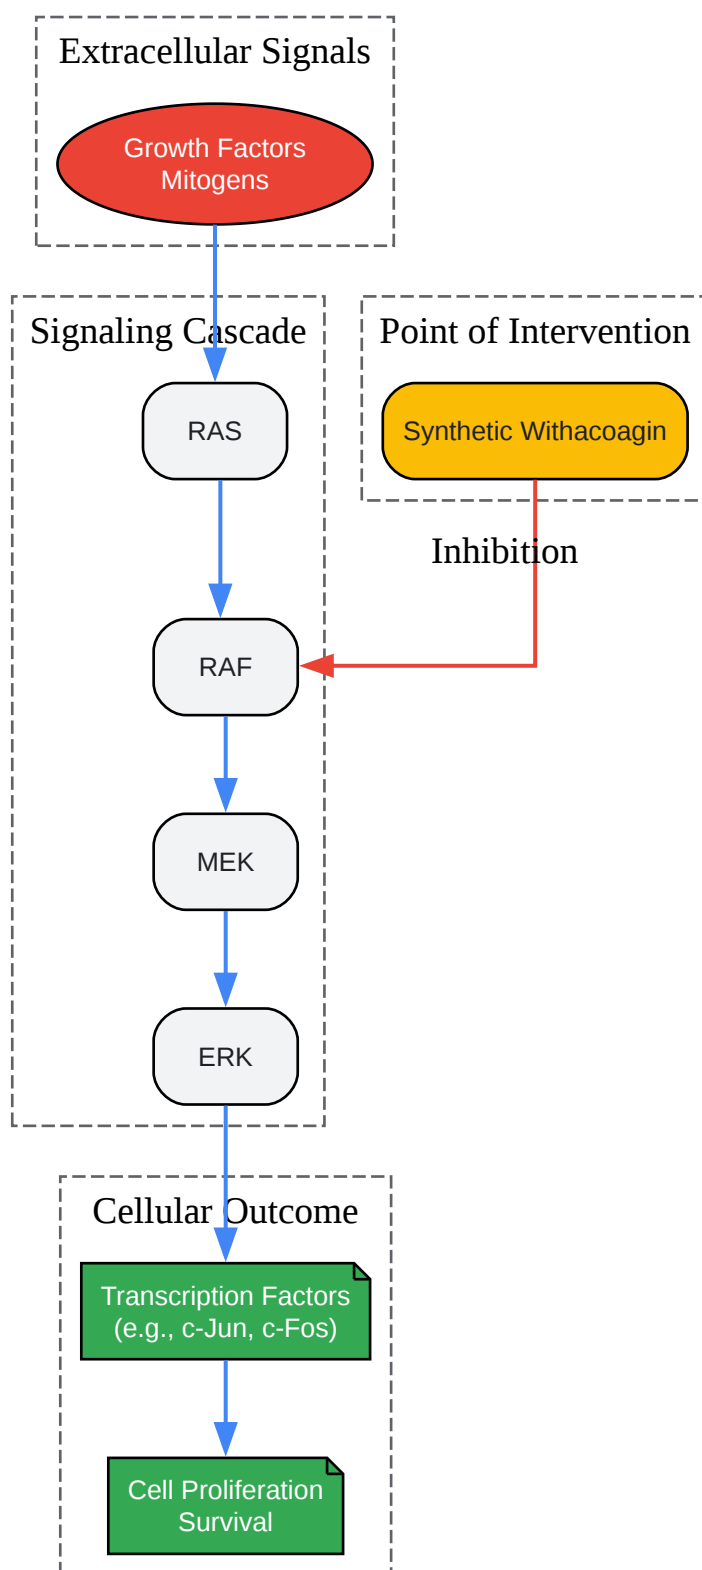 Extracellular Signals
Growth Factors
Mitogens
Signaling Cascade
Point of Intervention
RAS
Synthetic Withacoagin
Inhibition
RAF
MEK
ERK
Cellular Outcome
Transcription Factors
(e.g., c-Jun, c-Fos)
Cell Proliferation
Survival